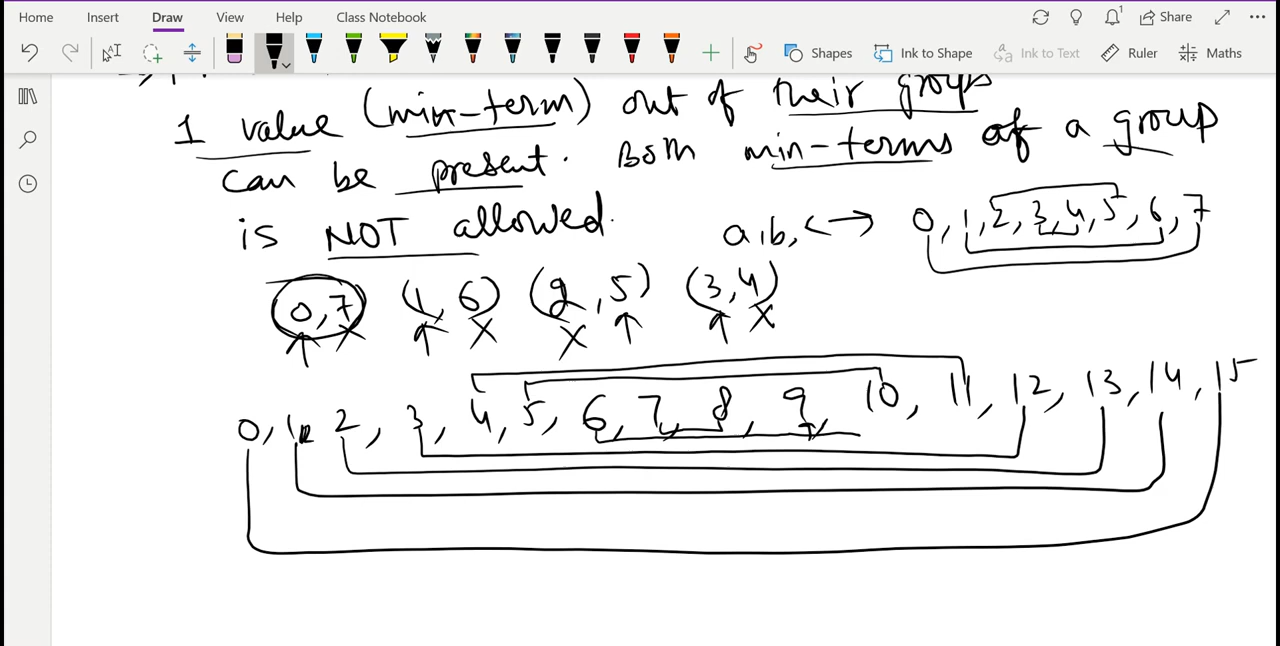 Home Insert Draw View Help Class Notebook Share
Shapes Ink to Shape Ink to Text Ruler Maths
1 value (min-term) out of their group
can be present. Both min-terms of a group
is NOT allowed.
a,b, <-> 0, 1, 2, 3, 4, 5, 6, 7
(0,7) (1,6) (2,5) (3,4)
0, 1, 2, 3, 4, 5, 6, 7, 8, 9, 10, 11, 12, 13, 14, 15